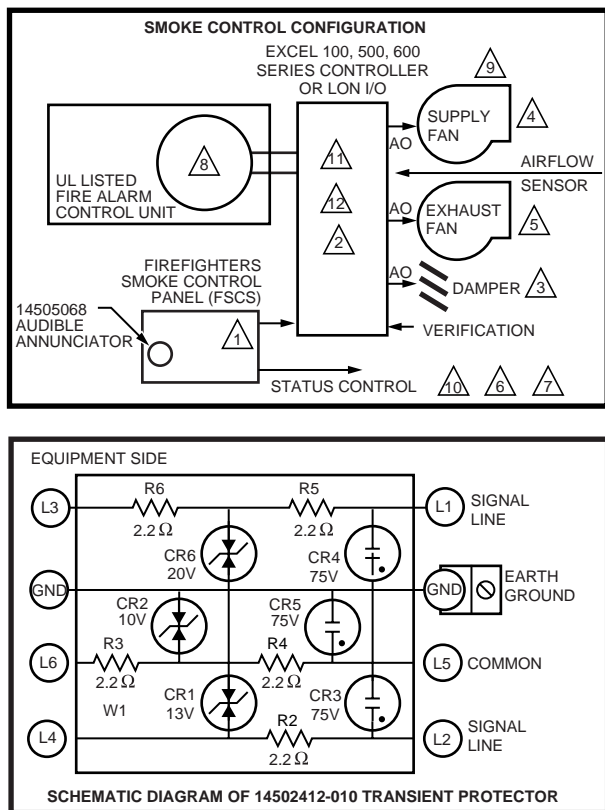 SMOKE CONTROL CONFIGURATION
EXCEL 100, 500, 600
SERIES CONTROLLER
OR LON I/O
9
SUPPLY
FAN
4
AO
8
11
UL LISTED
FIRE ALARM
CONTROL UNIT
AIRFLOW
SENSOR
12
2
AO
EXHAUST
FAN
5
FIREFIGHTERS
SMOKE CONTROL
PANEL (FSCS)
AO
DAMPER
3
14505068
AUDIBLE
ANNUNCIATOR
1
VERIFICATION
STATUS CONTROL
10
6
7
EQUIPMENT SIDE
L3
R6
2.2 Ω
R5
2.2 Ω
L1
SIGNAL
LINE
CR6
20V
CR4
75V
GND
GND
EARTH
GROUND
CR2
10V
CR5
75V
L6
R3
2.2 Ω
R4
2.2 Ω
L5
COMMON
W1
CR1
13V
CR3
75V
L4
R2
2.2 Ω
L2
SIGNAL
LINE
SCHEMATIC DIAGRAM OF 14502412-010 TRANSIENT PROTECTOR